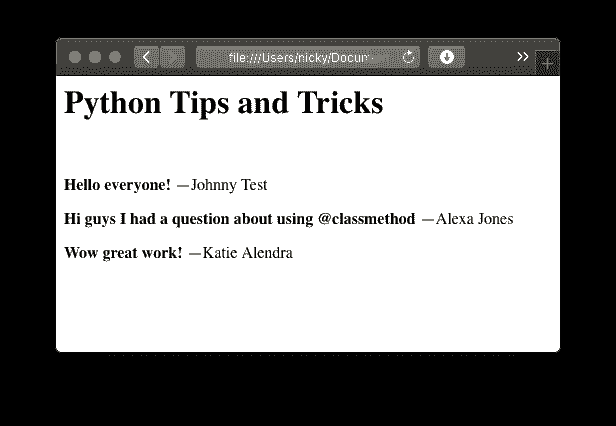 file:///Users/nicky/Docum
Python Tips and Tricks
Hello everyone! —Johnny Test
Hi guys I had a question about using @classmethod —Alexa Jones
Wow great work! —Katie Alendra